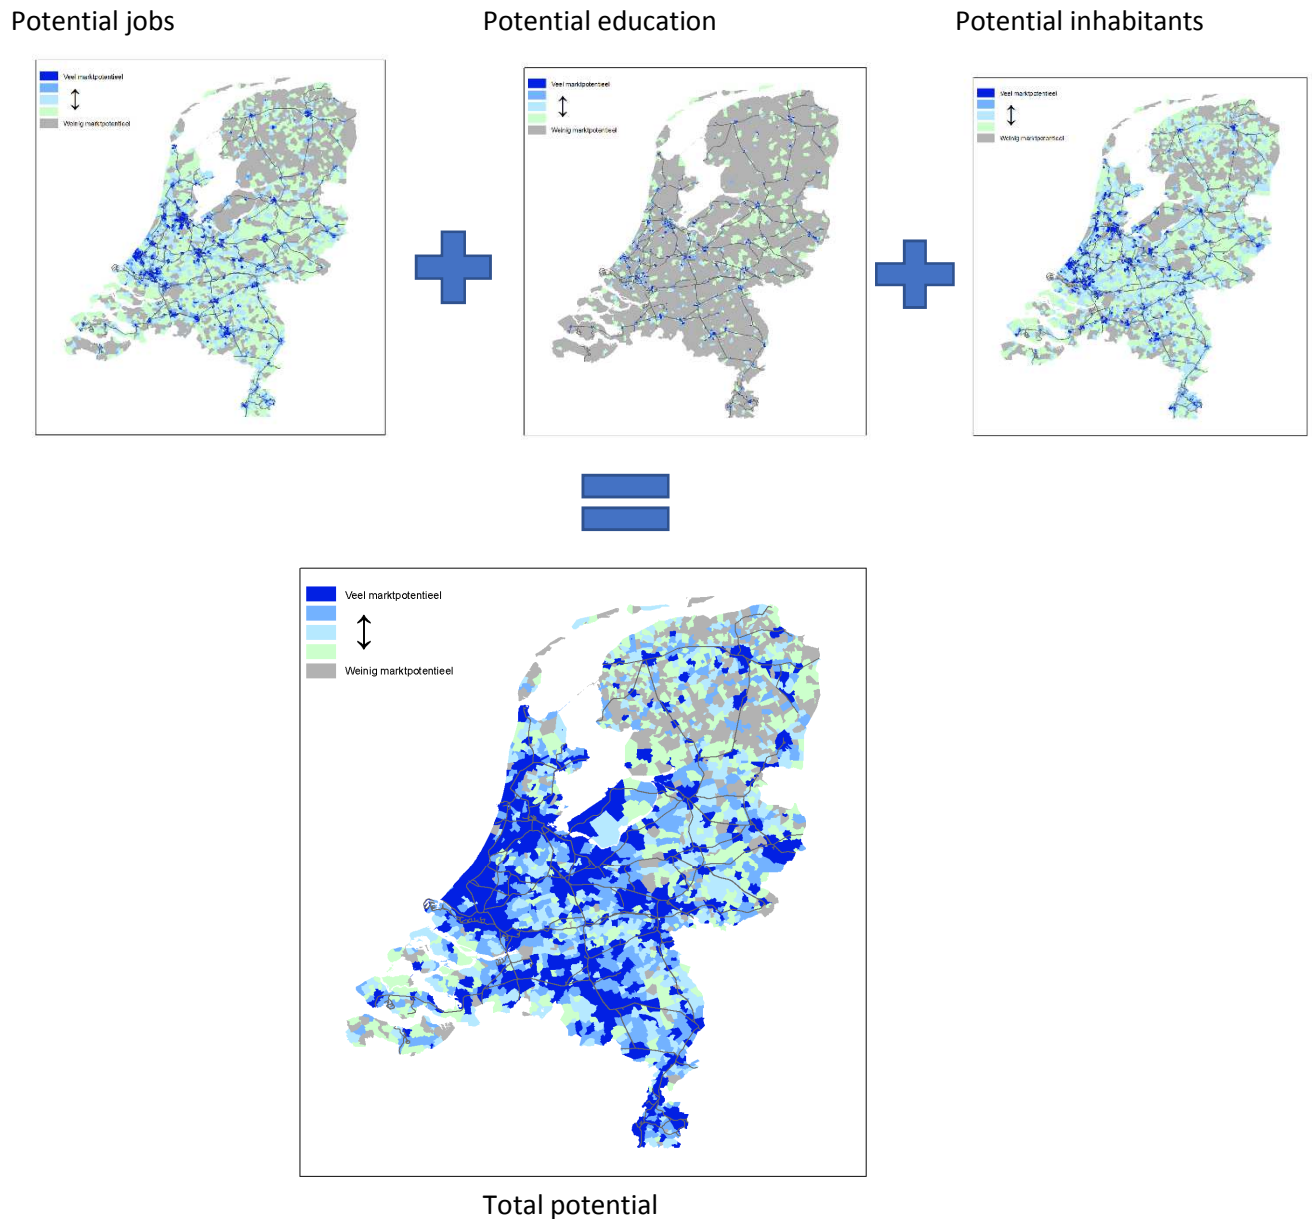 Potential jobs
Potential education
Potential inhabitants
Veel marktpotentieel
Weinig marktpotentieel
Veel marktpotentieel
Weinig marktpotentieel
Veel marktpotentieel
Weinig marktpotentieel
Veel marktpotentieel
Weinig marktpotentieel
Total potential